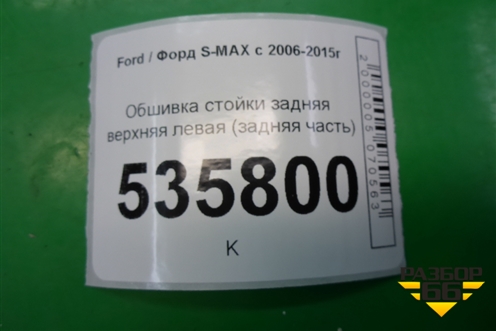 Ford / Форд S-MAX с 2006-2015г
Обшивка стойки задняя
верхняя левая (задняя часть)
535800
К
2000005070563
РАЗБОР
66